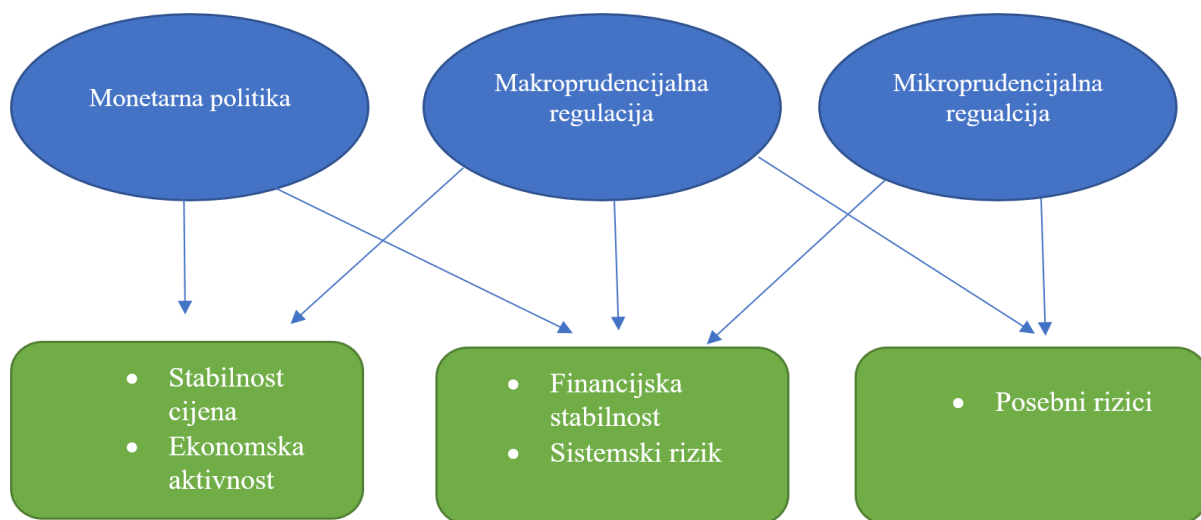 Monetarna politika
Makroprudencijalna
regulacija
Mikroprudencijalna
regualcija
• Stabilnost
cijena
• Ekonomska
aktivnost
• Financijska
stabilnost
• Sistemski rizik
• Posebni rizici